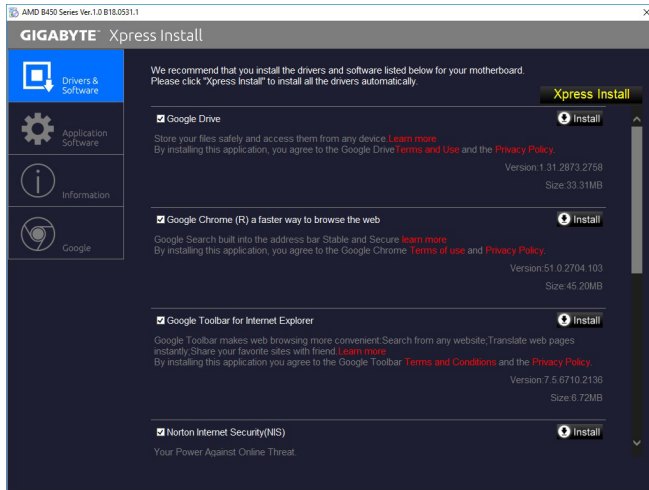 AMD B450 Series Ver.1.0 B18.0531.1
GIGABYTE™ Xpress Install
Drivers &
Software
Application
Software
Information
Google
We recommend that you install the drivers and software listed below for your motherboard.
Please click "Xpress Install" to install all the drivers automatically.
Xpress Install
Google Drive
Install
Store your files safely and access them from any device.Learn more
By installing this application, you agree to the Google DriveTerms and Use and the Privacy Policy.
Version:1.31.2873.2758
Size:33.31MB
Google Chrome (R) a faster way to browse the web
Install
Google Search built into the address bar Stable and Secure learn more
By installing this application, you agree to the Google Chrome Terms of use and Privacy Policy.
Version:51.0.2704.103
Size:45.20MB
Google Toolbar for Internet Explorer
Install
Google Toolbar makes web browsing more convenient.Search from any website;Translate web pages
instantly;Share your favorite sites with friend.Learn more
By installing this application you agree to the Google Toolbar Terms and Conditions and the Privacy Policy.
Version:7.5.6710.2136
Size:6.72MB
Norton Internet Security(NIS)
Install
Your Power Against Online Threat.